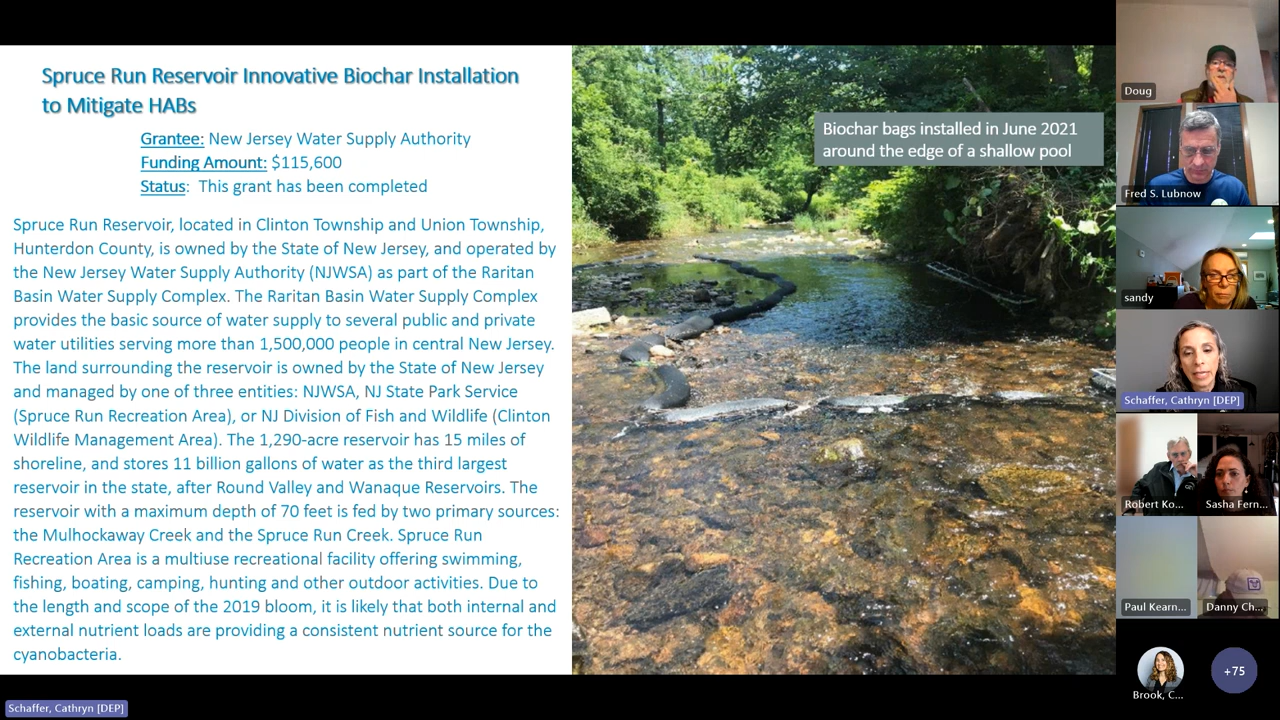 Spruce Run Reservoir Innovative Biochar Installation
to Mitigate HABs
Grantee: New Jersey Water Supply Authority
Funding Amount: $115,600
Status: This grant has been completed
Spruce Run Reservoir, located in Clinton Township and Union Township,
Hunterdon County, is owned by the State of New Jersey, and operated by
the New Jersey Water Supply Authority (NJWSA) as part of the Raritan
Basin Water Supply Complex. The Raritan Basin Water Supply Complex
provides the basic source of water supply to several public and private
water utilities serving more than 1,500,000 people in central New Jersey.
The land surrounding the reservoir is owned by the State of New Jersey
and managed by one of three entities: NJWSA, NJ State Park Service
(Spruce Run Recreation Area), or NJ Division of Fish and Wildlife (Clinton
Wildlife Management Area). The 1,290-acre reservoir has 15 miles of
shoreline, and stores 11 billion gallons of water as the third largest
reservoir in the state, after Round Valley and Wanaque Reservoirs. The
reservoir with a maximum depth of 70 feet is fed by two primary sources:
the Mulhockaway Creek and the Spruce Run Creek. Spruce Run
Recreation Area is a multiuse recreational facility offering swimming,
fishing, boating, camping, hunting and other outdoor activities. Due to
the length and scope of the 2019 bloom, it is likely that both internal and
external nutrient loads are providing a consistent nutrient source for the
cyanobacteria.
Biochar bags installed in June 2021
around the edge of a shallow pool
Doug
Fred S. Lubnow
sandy
Schaffer, Cathryn [DEP]
Robert Ko...
Sasha Fern...
Paul Kearn...
Danny Ch...
Brook, C...
+75
Schaffer, Cathryn [DEP]